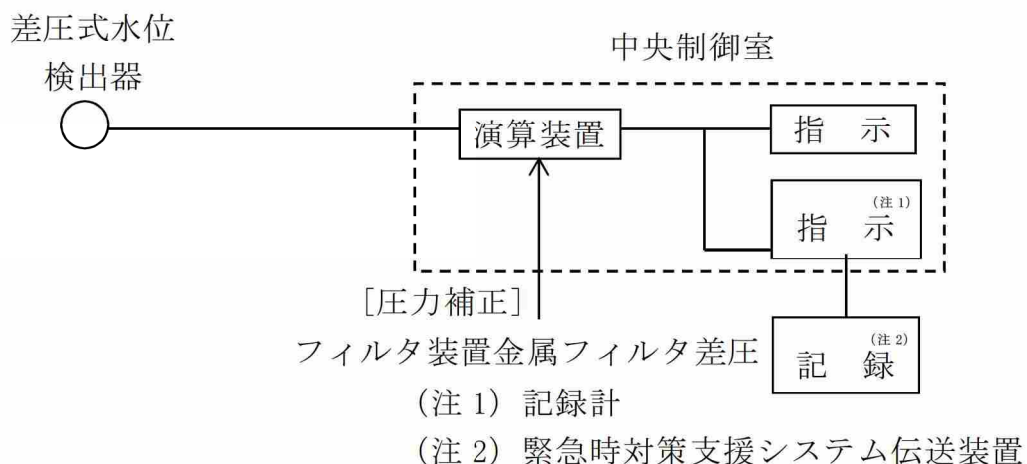 差圧式水位
検出器
中央制御室
演算装置
指 示
指 示(注1)
[圧力補正]
フィルタ装置金属フィルタ差圧
記 録(注2)
(注1) 記録計
(注2) 緊急時対策支援システム伝送装置